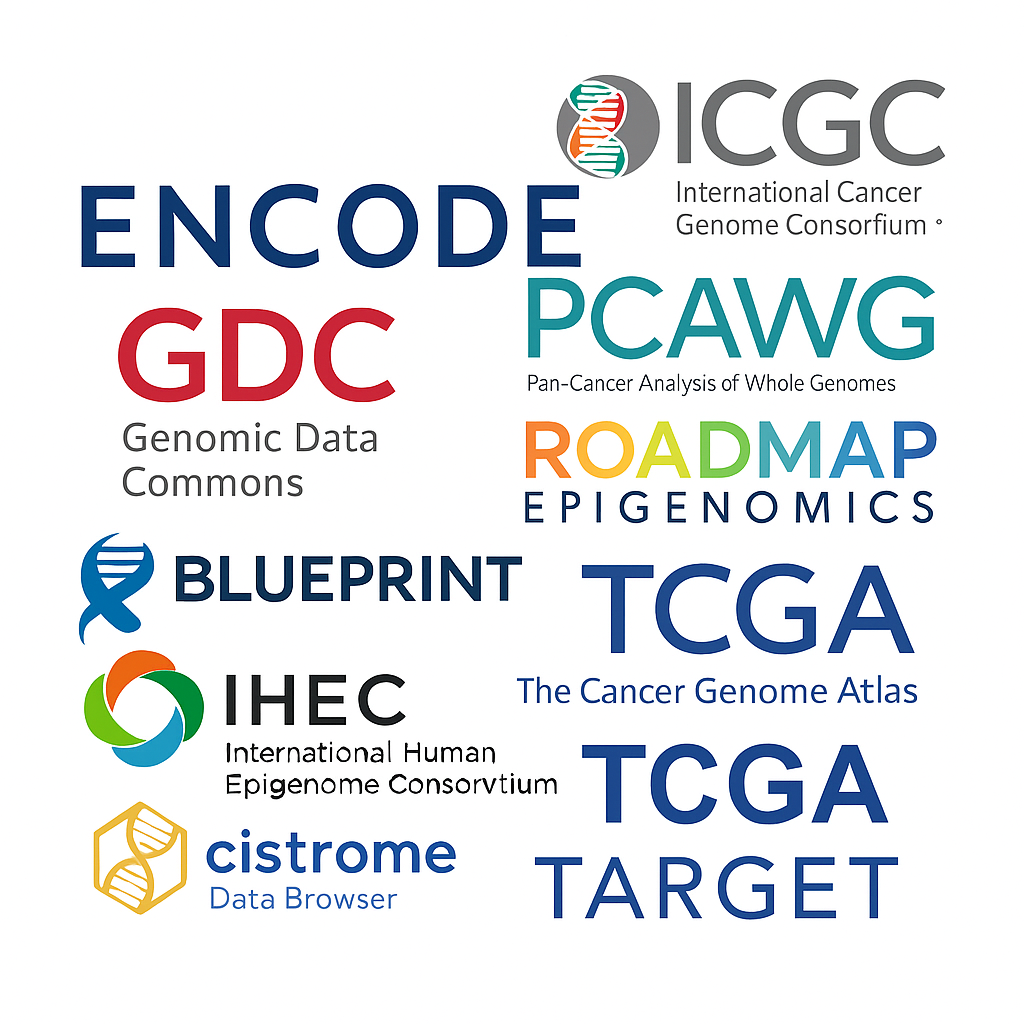 ICGC
International Cancer
Genome Consorfium °
ENCODE
PCAWG
Pan-Cancer Analysis of Whole Genomes
GDC
Genomic Data
Commons
ROADMAP
EPIGENOMICS
BLUEPRINT
TCGA
The Cancer Genome Atlas
IHEC
International Human
Epigenome Consorvtium
TCGA
TARGET
cistrome
Data Browser